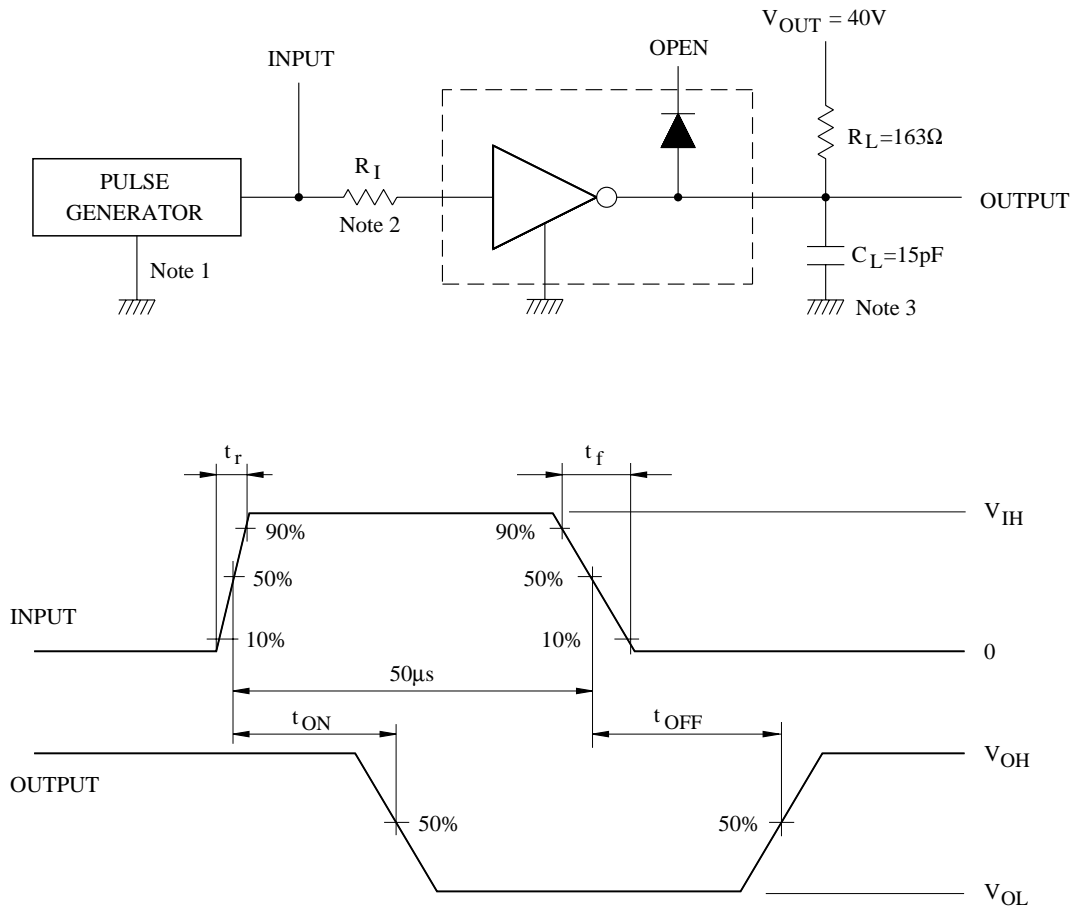 V_OUT = 40V
INPUT
OPEN
PULSE
GENERATOR
R_I
R_L=163Ω
OUTPUT
Note 2
Note 1
C_L=15pF
Note 3
t_r
t_f
V_IH
90%
90%
50%
50%
INPUT
10%
10%
0
50μs
t_ON
t_OFF
V_OH
OUTPUT
50%
50%
V_OL